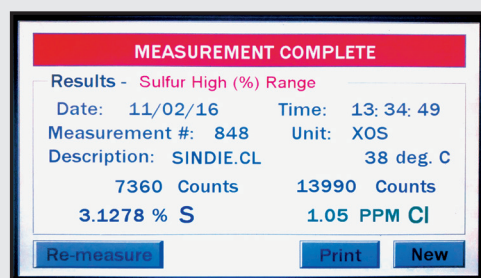 MEASUREMENT COMPLETE
Results - Sulfur High (%) Range
Date: 11/02/16 Time: 13:34:49
Measurement #: 848 Unit: XOS
Description: SINDIE.CL 38 deg. C
7360 Counts 13990 Counts
3.1278 % S 1.05 PPM Cl
Re-measure Print New